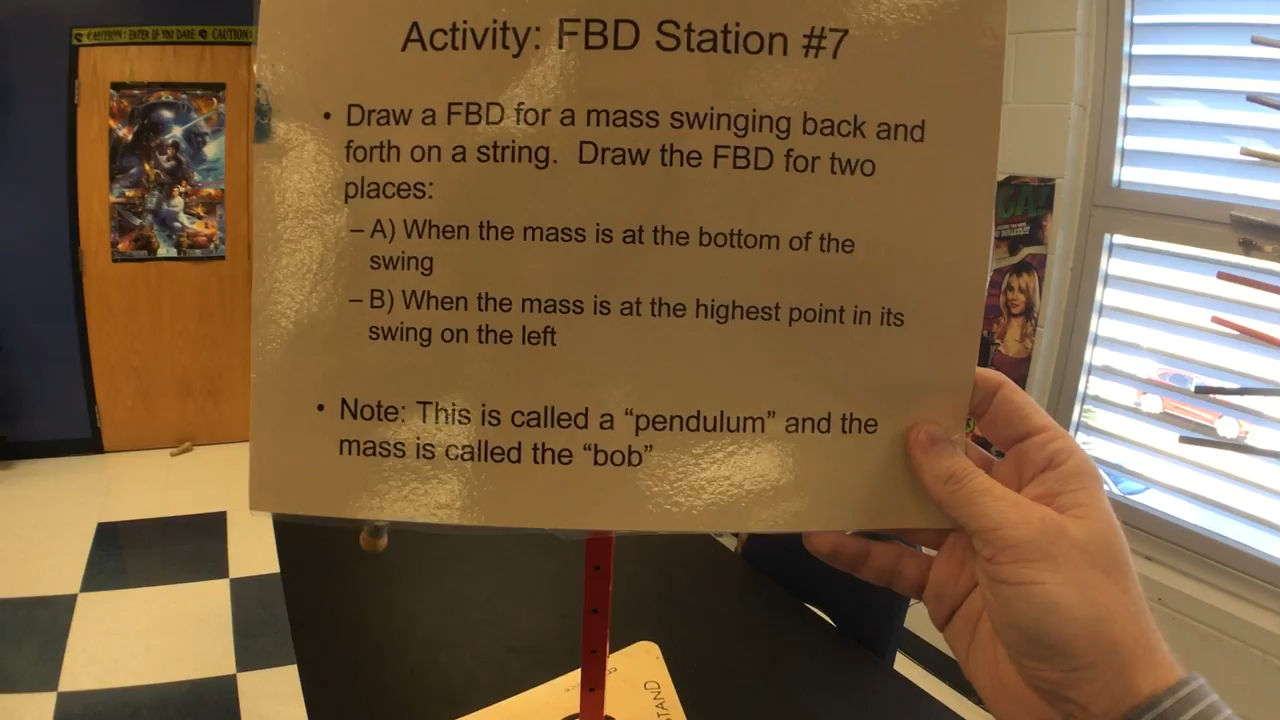 CAUTION: ENTER IF YOU DARE CAUTION:
Activity: FBD Station #7
• Draw a FBD for a mass swinging back and
forth on a string. Draw the FBD for two
places:
– A) When the mass is at the bottom of the
swing
– B) When the mass is at the highest point in its
swing on the left
• Note: This is called a “pendulum” and the
mass is called the “bob”